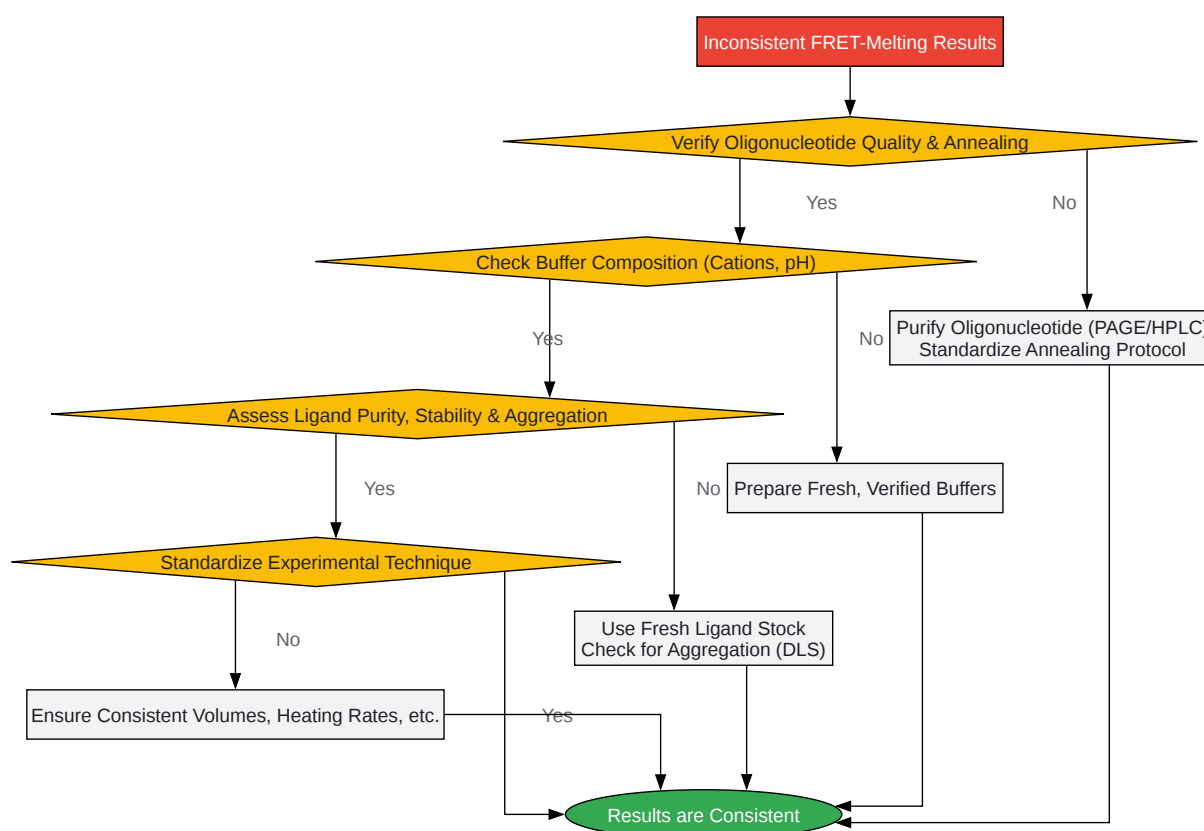 Inconsistent FRET-Melting Results
Verify Oligonucleotide Quality & Annealing
Yes
No
Check Buffer Composition (Cations, pH)
Purify Oligonucleotide (PAGE/HPLC)
Standardize Annealing Protocol
Yes
No
Assess Ligand Purity, Stability & Aggregation
Yes
No
Prepare Fresh, Verified Buffers
Standardize Experimental Technique
No
Use Fresh Ligand Stock
Check for Aggregation (DLS)
Ensure Consistent Volumes, Heating Rates, etc.
Yes
Results are Consistent